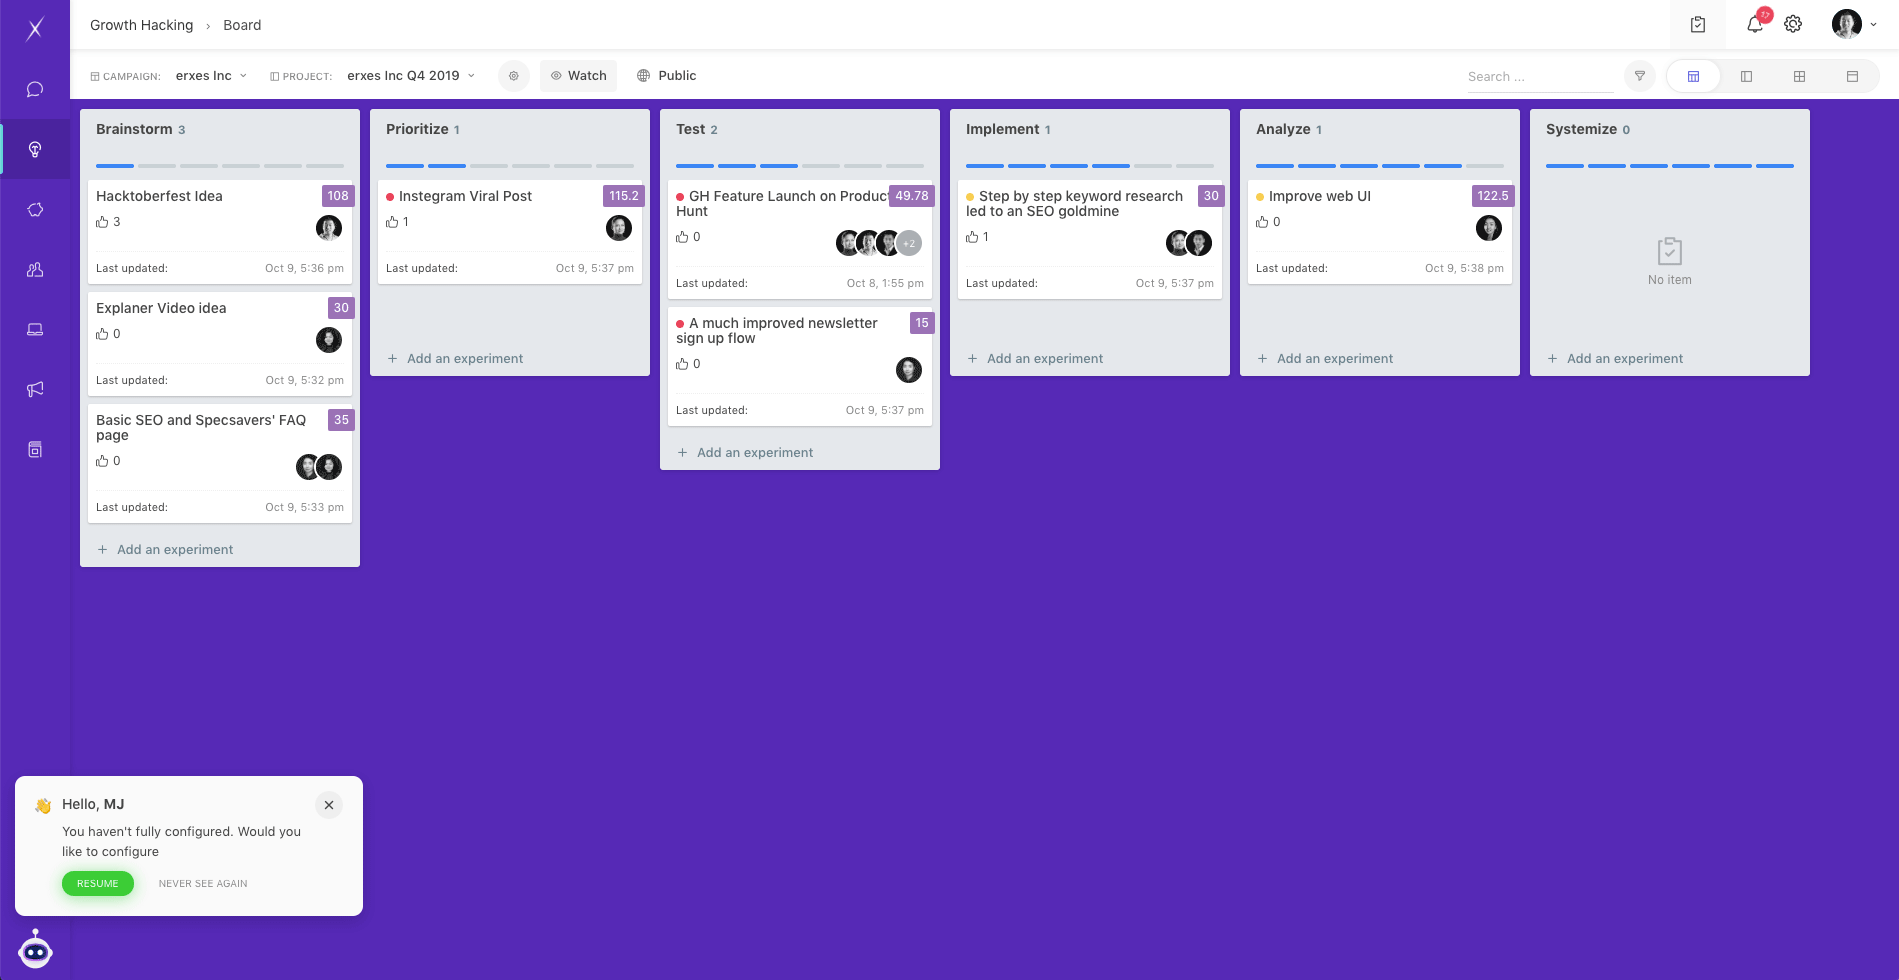 Growth Hacking › Board
17
CAMPAIGN: erxes Inc PROJECT: erxes Inc Q4 2019 Watch Public
Search ...
Brainstorm 3
Hacktoberfest Idea 108
3
Last updated: Oct 9, 5:36 pm
Explaner Video idea 30
0
Last updated: Oct 9, 5:32 pm
Basic SEO and Specsavers' FAQ 35
page
0
Last updated: Oct 9, 5:33 pm
+ Add an experiment
Prioritize 1
Instegram Viral Post 115.2
1
Last updated: Oct 9, 5:37 pm
+ Add an experiment
Test 2
GH Feature Launch on Product 49.78
Hunt
0
+2
Last updated: Oct 8, 1:55 pm
A much improved newsletter 15
sign up flow
0
Last updated: Oct 9, 5:37 pm
+ Add an experiment
Implement 1
Step by step keyword research 30
led to an SEO goldmine
1
Last updated: Oct 9, 5:37 pm
+ Add an experiment
Analyze 1
Improve web UI 122.5
0
Last updated: Oct 9, 5:38 pm
+ Add an experiment
Systemize 0
No item
+ Add an experiment
Hello, MJ
You haven't fully configured. Would you
like to configure
RESUME NEVER SEE AGAIN